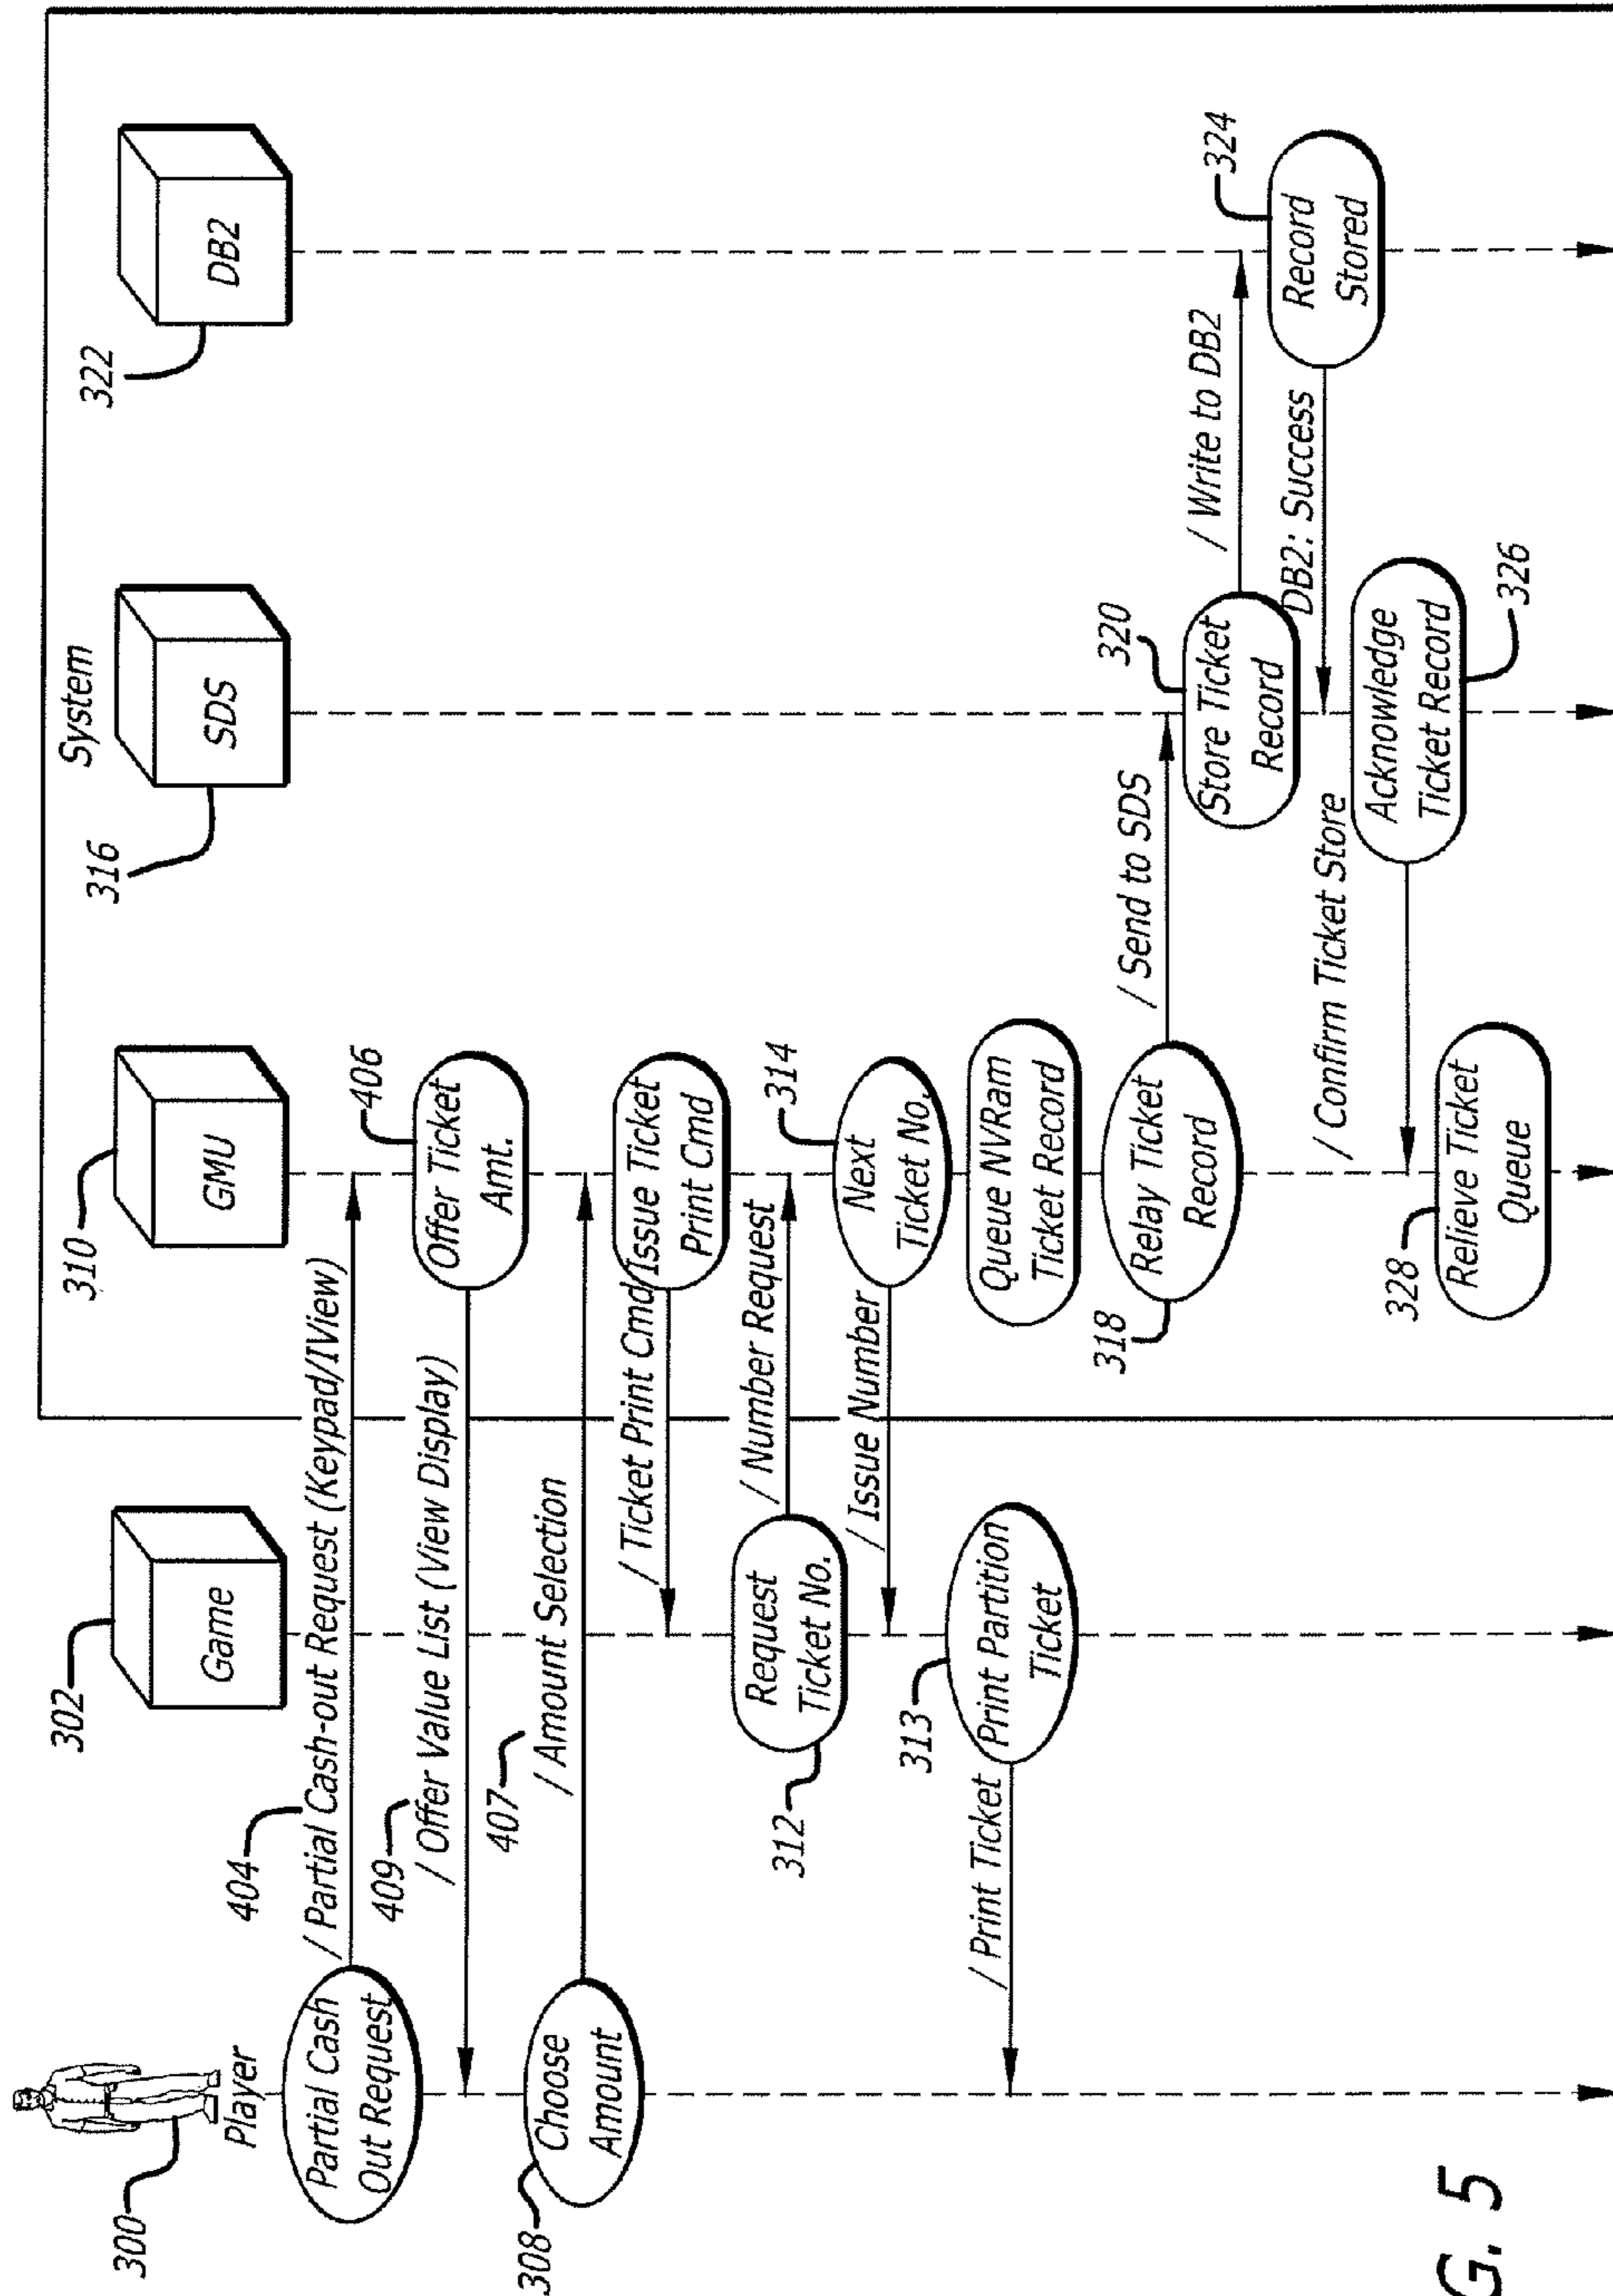 System
300
Player
302
Game
310
GMU
316
SDS
322
DB2
Partial Cash
Out Request
404
/ Partial Cash-out Request (Keypad/IView)
406
Offer Ticket
Amt.
409
/ Offer Value List (View Display)
308
Choose
Amount
407
/ Amount Selection
Issue Ticket
Print Cmd
/ Ticket Print Cmd
312
Request
Ticket No.
/ Number Request
314
Next
Ticket No.
/ Issue Number
313
Print Partition
Ticket
/ Print Ticket
Queue NVRam
Ticket Record
318
Relay Ticket
Record
/ Send to SDS
320
Store Ticket
Record
/ Write to DB2
324
Record
Stored
DB2: Success
326
Acknowledge
Ticket Record
/ Confirm Ticket Store
328
Relieve Ticket
Queue
G. 5